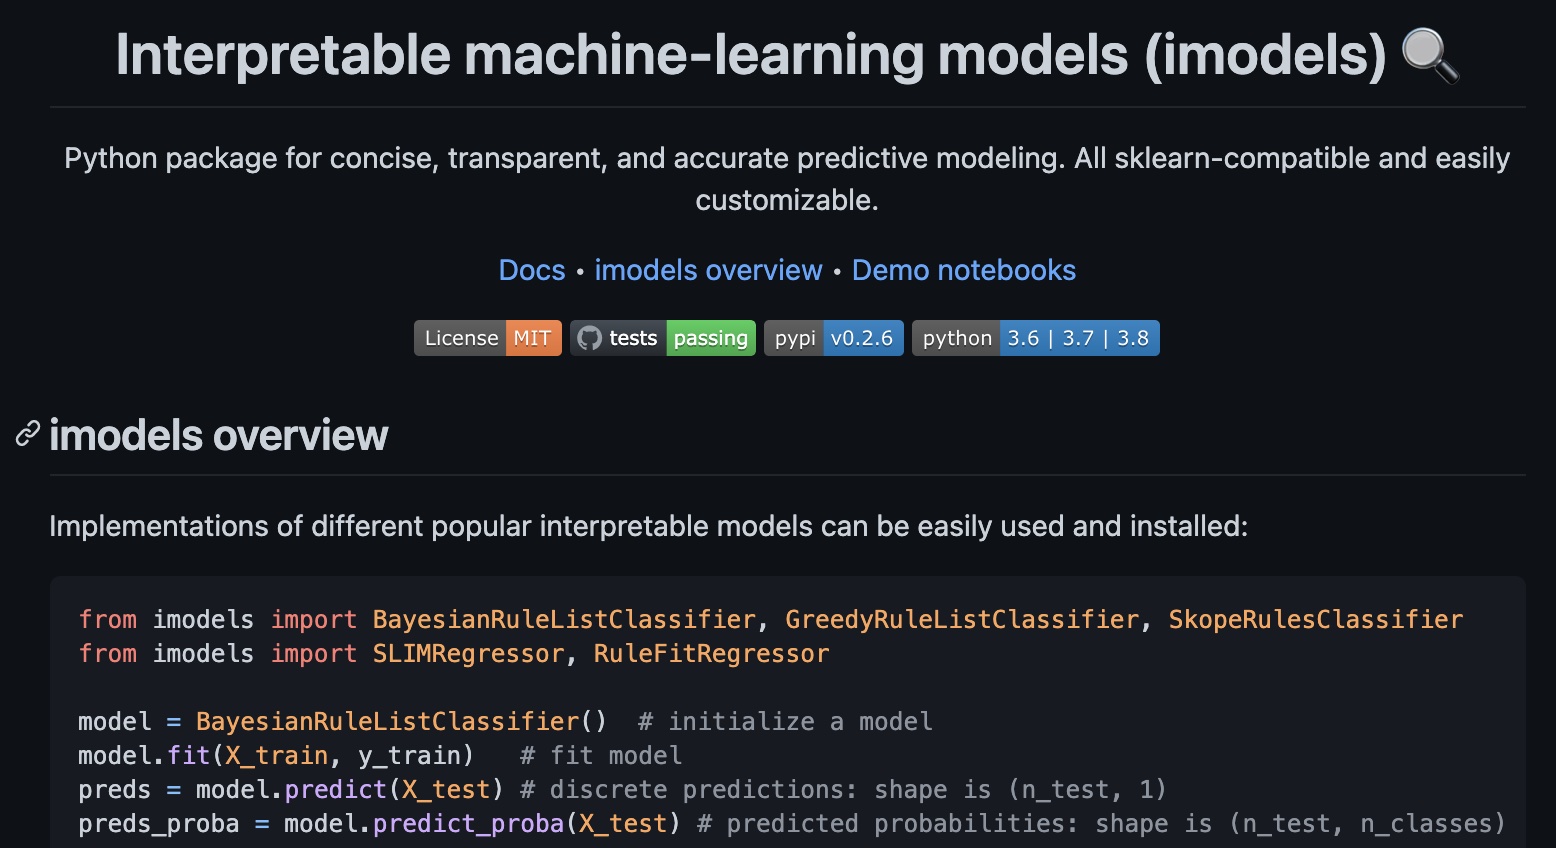 Interpretable machine-learning models (imodels) 🔍
Python package for concise, transparent, and accurate predictive modeling. All sklearn-compatible and easily
customizable.
Docs • imodels overview • Demo notebooks
License MIT tests passing pypi v0.2.6 python 3.6 | 3.7 | 3.8
imodels overview
Implementations of different popular interpretable models can be easily used and installed:
from imodels import BayesianRuleListClassifier, GreedyRuleListClassifier, SkopeRulesClassifier
from imodels import SLIMRegressor, RuleFitRegressor
model = BayesianRuleListClassifier()  # initialize a model
model.fit(X_train, y_train)   # fit model
preds = model.predict(X_test) # discrete predictions: shape is (n_test, 1)
preds_proba = model.predict_proba(X_test) # predicted probabilities: shape is (n_test, n_classes)